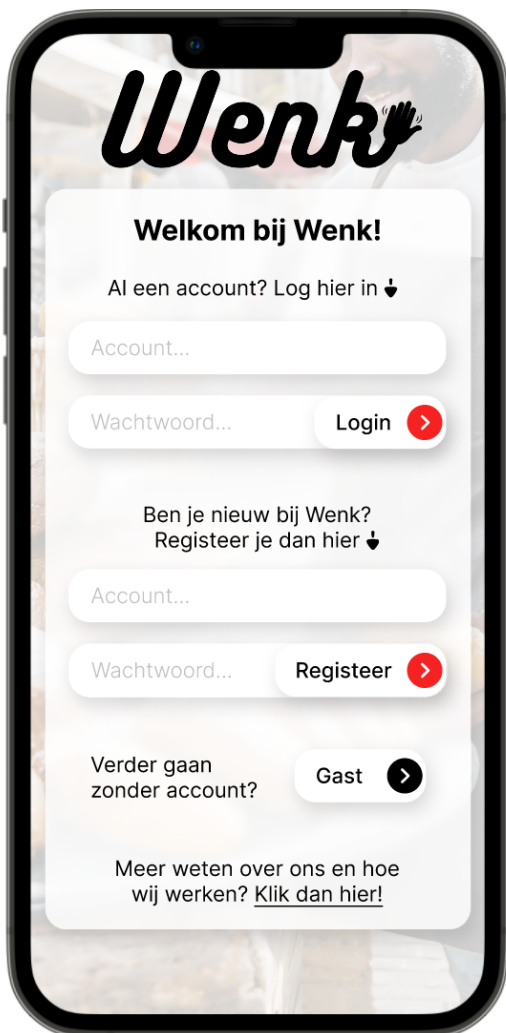 Wenk
Welkom bij Wenk!
Al een account? Log hier in
Account...
Wachtwoord...
Login
Ben je nieuw bij Wenk?
Registeer je dan hier
Account...
Wachtwoord...
Registeer
Verder gaan
zonder account?
Gast
Meer weten over ons en hoe
wij werken? Klik dan hier!